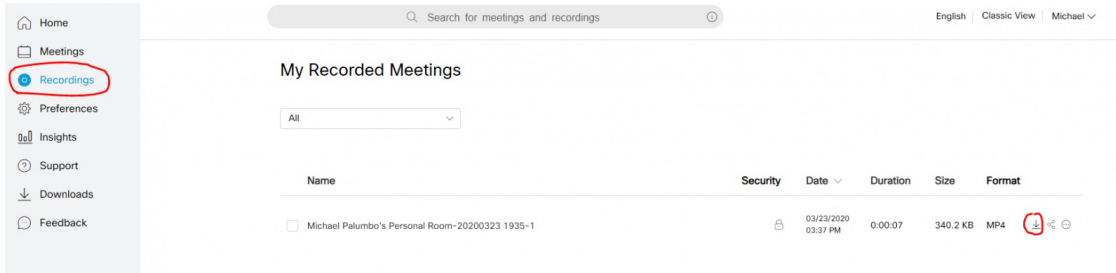 Home
Meetings
Recordings
Preferences
Insights
Support
Downloads
Feedback
Search for meetings and recordings
English
Classic View
Michael
My Recorded Meetings
All
Name Security Date Duration Size Format
Michael Palumbo's Personal Room-20200323 1935-1 03/23/2020 03:37 PM 0:00:07 340.2 KB MP4